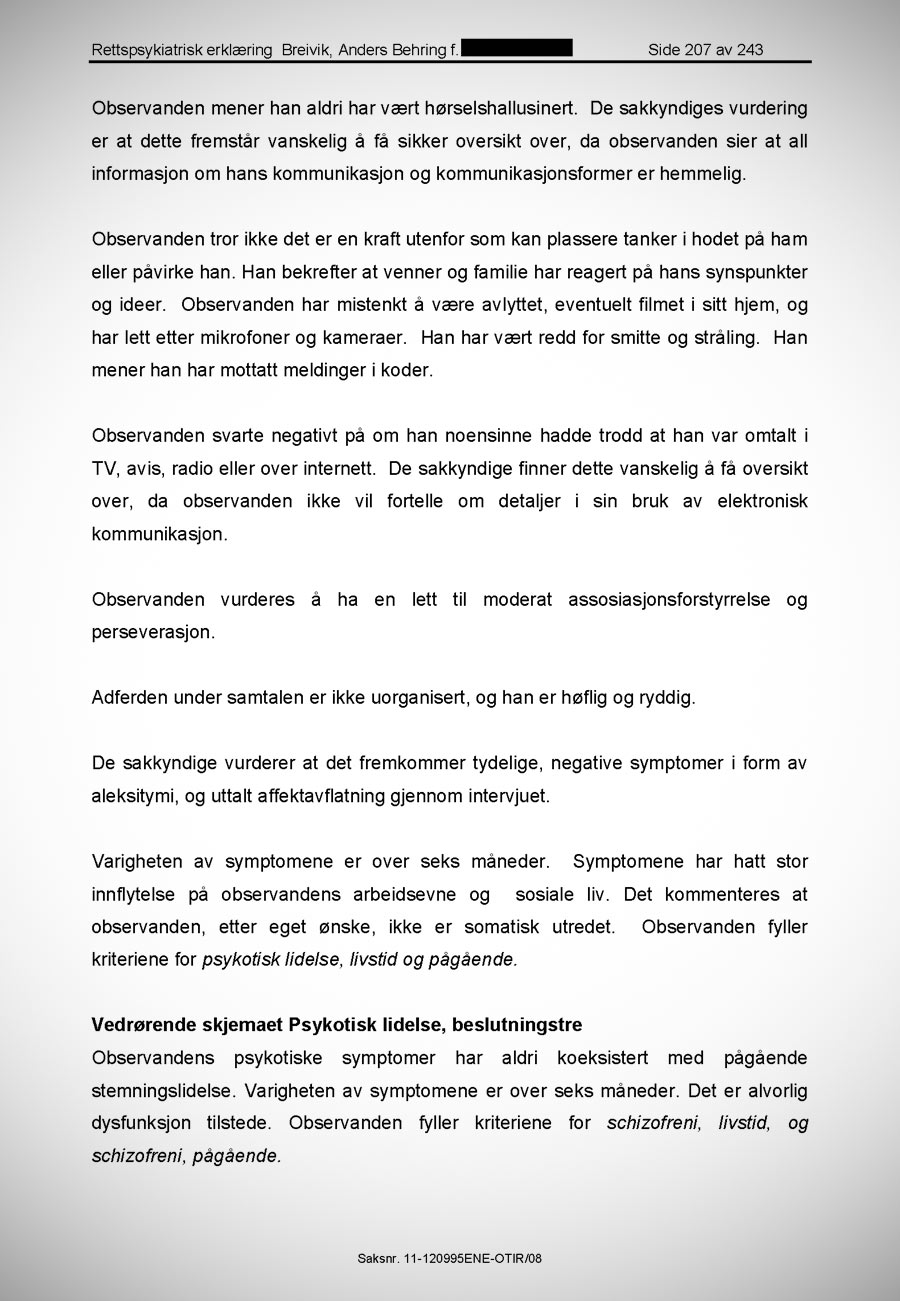 Rettspsykiatrisk erklæring Breivik, Anders Behring f. Side 207 av 243
Observanden mener han aldri har vært hørselshallusinert. De sakkyndiges vurdering
er at dette fremstår vanskelig å få sikker oversikt over, da observanden sier at all
informasjon om hans kommunikasjon og kommunikasjonsformer er hemmelig.
Observanden tror ikke det er en kraft utenfor som kan plassere tanker i hodet på ham
eller påvirke han. Han bekrefter at venner og familie har reagert på hans synspunkter
og ideer. Observanden har mistenkt å være avlyttet, eventuelt filmet i sitt hjem, og
har lett etter mikrofoner og kameraer. Han har vært redd for smitte og stråling. Han
mener han har mottatt meldinger i koder.
Observanden svarte negativt på om han noensinne hadde trodd at han var omtalt i
TV, avis, radio eller over internett. De sakkyndige finner dette vanskelig å få oversikt
over, da observanden ikke vil fortelle om detaljer i sin bruk av elektronisk
kommunikasjon.
Observanden vurderes å ha en lett til moderat assosiasjonsforstyrrelse og
perseverasjon.
Adferden under samtalen er ikke uorganisert, og han er høflig og ryddig.
De sakkyndige vurderer at det fremkommer tydelige, negative symptomer i form av
aleksitymi, og uttalt affektavflatning gjennom intervjuet.
Varigheten av symptomene er over seks måneder. Symptomene har hatt stor
innflytelse på observandens arbeidsevne og sosiale liv. Det kommenteres at
observanden, etter eget ønske, ikke er somatisk utredet. Observanden fyller
kriteriene for psykotisk lidelse, livstid og pågående.
Vedrørende skjemaet Psykotisk lidelse, beslutningstre
Observandens psykotiske symptomer har aldri koeksistert med pågående
stemningslidelse. Varigheten av symptomene er over seks måneder. Det er alvorlig
dysfunksjon tilstede. Observanden fyller kriteriene for schizofreni, livstid, og
schizofreni, pågående.
Saksnr. 11-120995ENE-OTIR/08